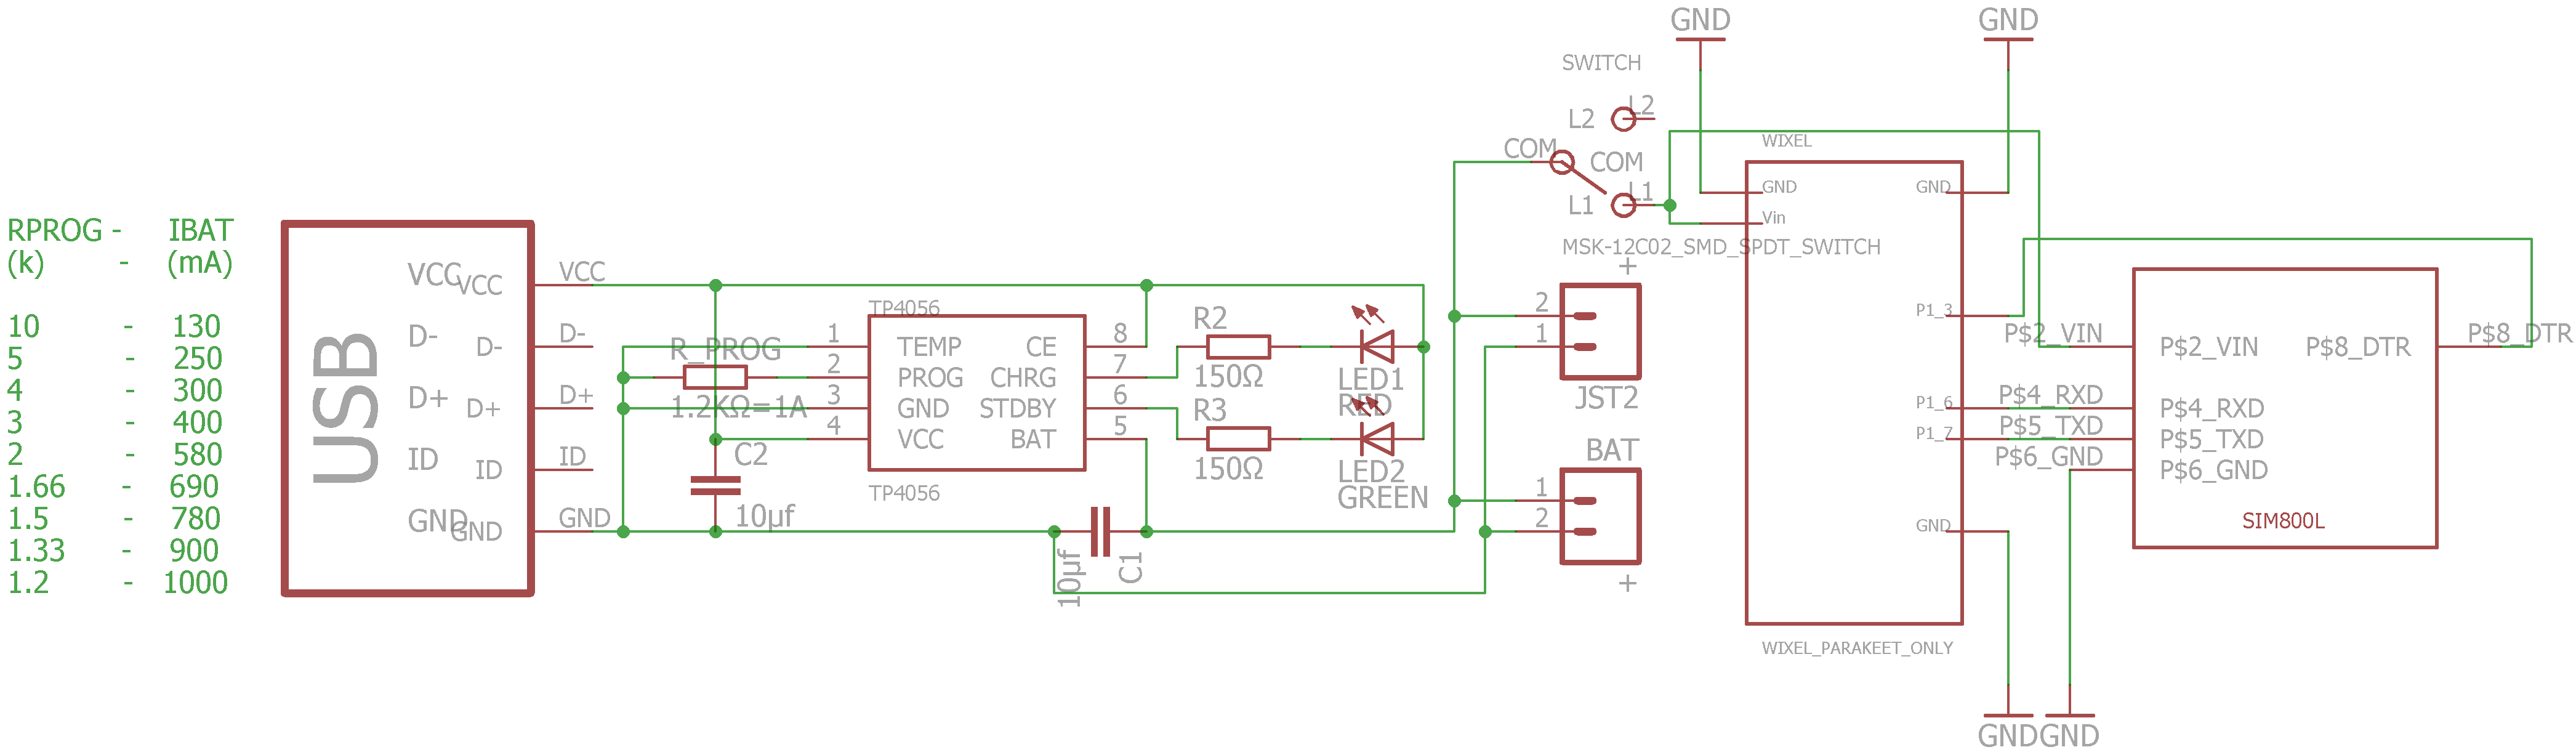 RPROG - IBAT
(k) - (mA)
10 - 130
5 - 250
4 - 300
3 - 400
2 - 580
1.66 - 690
1.5 - 780
1.33 - 900
1.2 - 1000
USB
VCC
VCC
VCC
D-
D-
D-
D+
D+
D+
ID
ID
ID
GND
GND
GND
R_PROG
1.2KΩ=1A
C2
10µf
TP4056
1 TEMP CE 8
2 PROG CHRG 7
3 GND STDBY 6
4 VCC BAT 5
TP4056
10µf
C1
R2
150Ω
R3
150Ω
LED1
RED
LED2
GREEN
SWITCH
L2
L2
COM
COM
L1
L1
MSK-12C02_SMD_SPDT_SWITCH
+
2
1
JST2
BAT
1
2
+
GND
GND
WIXEL
GND GND
Vin
P1_3
P1_6
P1_7
GND
WIXEL_PARAKEET_ONLY
P$2_VIN
P$4_RXD
P$5_TXD
P$6_GND
P$8_DTR
P$2_VIN P$8_DTR
P$4_RXD
P$5_TXD
P$6_GND
SIM800L
GND
GND